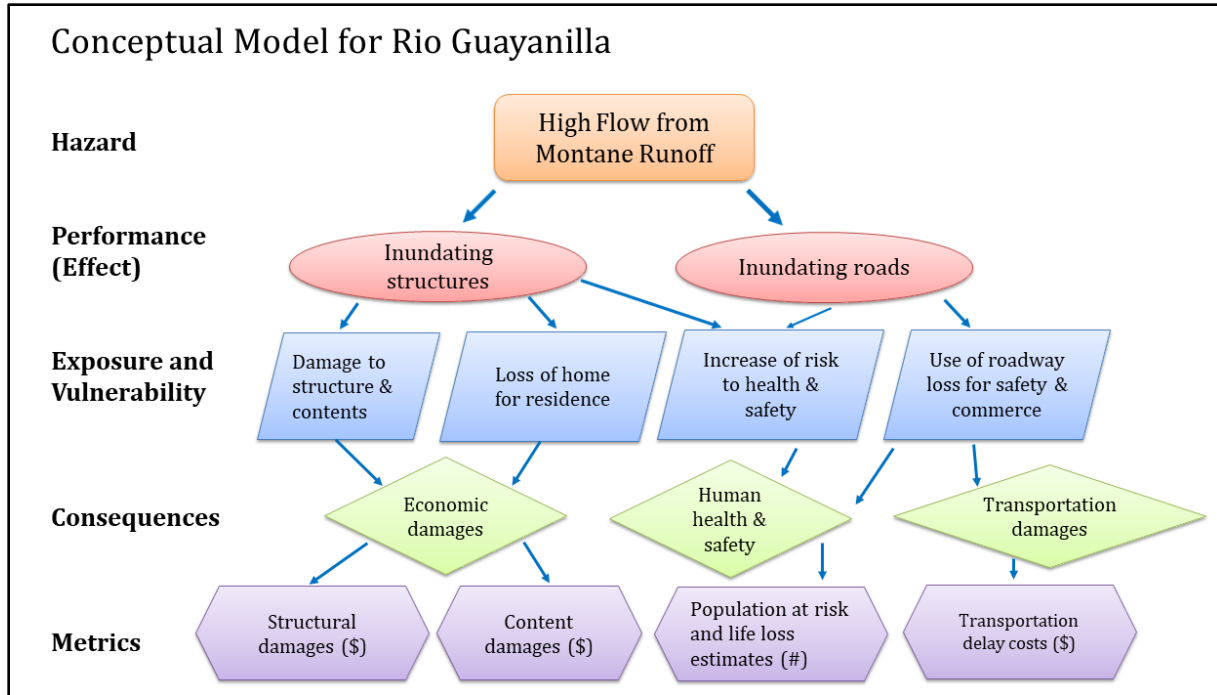 Conceptual Model for Rio Guayanilla
Hazard
High Flow from
Montane Runoff
Performance
(Effect)
Inundating
structures
Inundating roads
Exposure and
Vulnerability
Damage to
structure &
contents
Loss of home
for residence
Increase of risk
to health &
safety
Use of roadway
loss for safety &
commerce
Consequences
Economic
damages
Human
health &
safety
Transportation
damages
Metrics
Structural
damages ($)
Content
damages ($)
Population at risk
and life loss
estimates (#)
Transportation
delay costs ($)